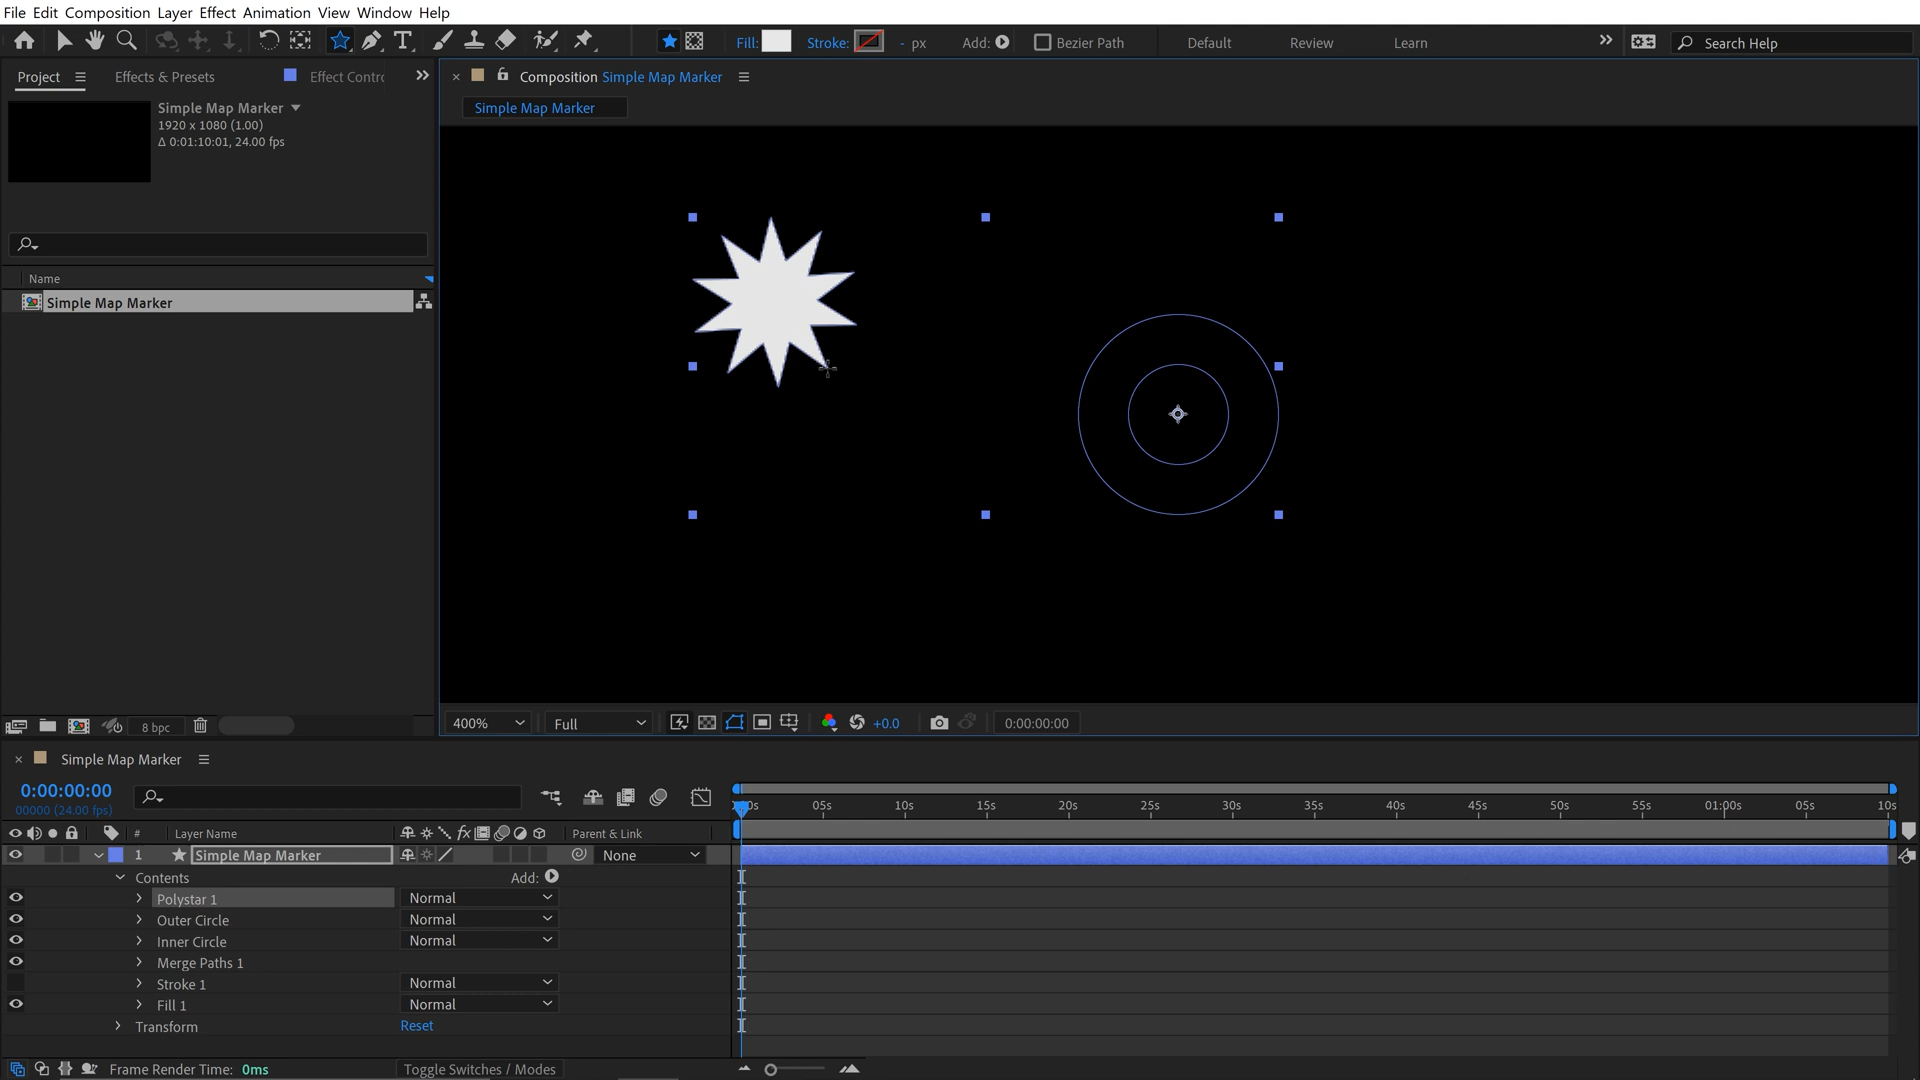 File Edit Composition Layer Effect Animation View Window Help
Fill: Stroke: - px Add: Bezier Path Default Review Learn Search Help
Project Effects & Presets Effect Contrc
Composition Simple Map Marker
Simple Map Marker
1920 x 1080 (1.00)
Δ 0:01:10:01, 24.00 fps
Simple Map Marker
Name
Simple Map Marker
8 bpc
400% Full +0.0 0:00:00:00
Simple Map Marker
0:00:00:00
00000 (24.00 fps)
05s 10s 15s 20s 25s 30s 35s 40s 45s 50s 55s 01:00s 05s 10s
# Layer Name fx Parent & Link
1 Simple Map Marker None
Contents Add:
Polystar 1 Normal
Outer Circle Normal
Inner Circle Normal
Merge Paths 1
Stroke 1 Normal
Fill 1 Normal
Transform Reset
Frame Render Time: 0ms Toggle Switches / Modes